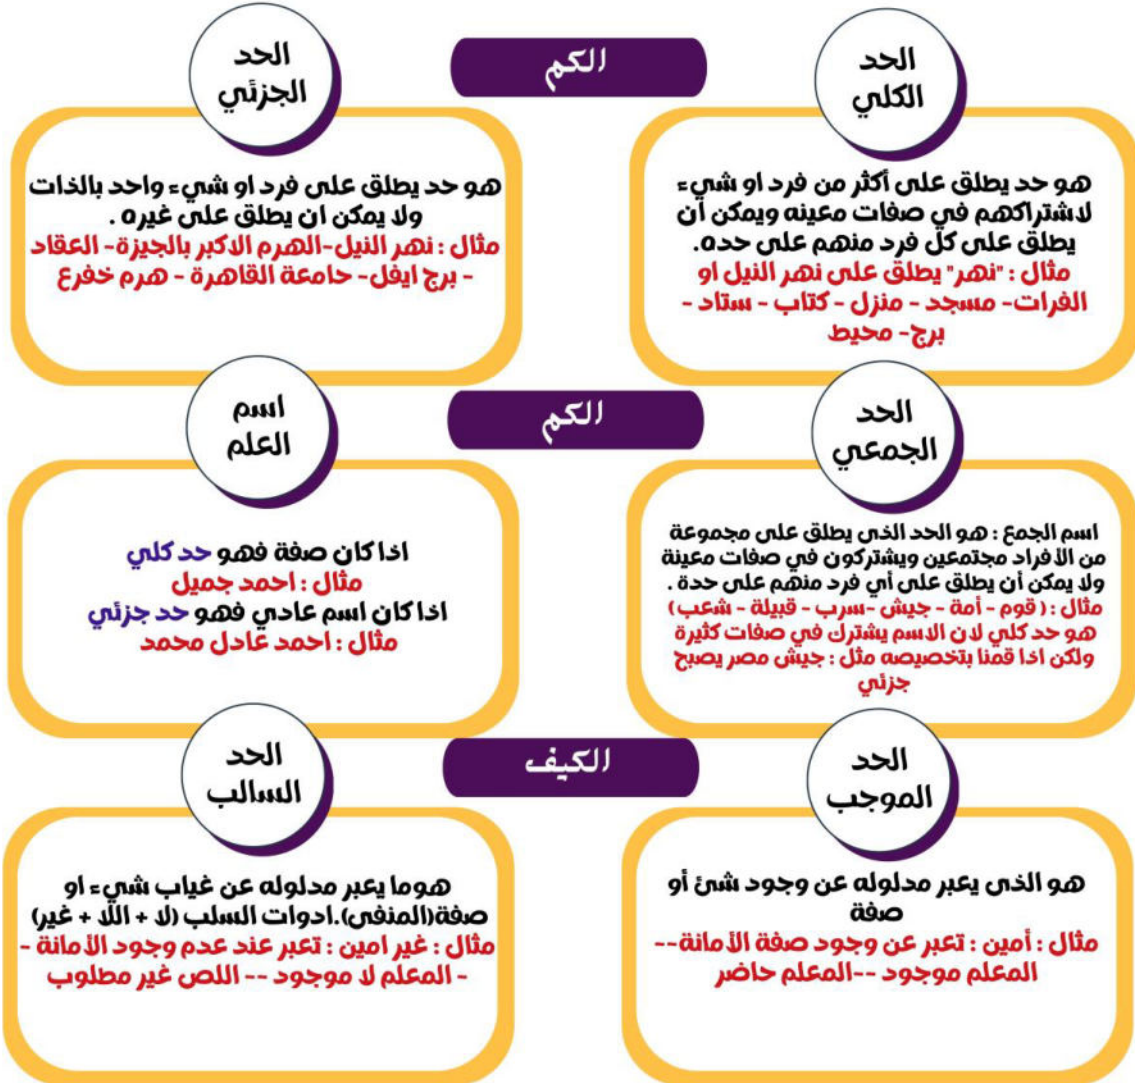 الكم
الحد
الكلي
هو حد يطلق على أكثر من فرد او شيء
لاشتراكهم في صفات معينه ويمكن ان
يطلق على كل فرد منهم على حده.
مثال : "نهر" يطلق على نهر النيل او
الفرات- مسجد - منزل - كتاب - ستاد -
برج- محيط
الحد
الجزئي
هو حد يطلق على فرد او شيء واحد بالذات
ولا يمكن ان يطلق على غيره .
مثال : نهر النيل-الهرم الاكبر بالجيزة- العقاد
- برج ايفل- حامعة القاهرة - هرم خفرع
الكم
الحد
الجمعي
اسم الجمع : هو الحد الذى يطلق على مجموعة
من الأفراد مجتمعين ويشتركون في صفات معينة
ولا يمكن أن يطلق على أي فرد منهم على حدة .
مثال : ( قوم - أمة - جيش -سرب - قبيلة - شعب )
هو حد كلي لان الاسم يشترك في صفات كثيرة
ولكن اذا قمنا بتخصيصه مثل : جيش مصر يصبح
جزئي
اسم
العلم
اذا كان صفة فهو حد كلي
مثال : احمد جميل
اذا كان اسم عادي فهو حد جزئي
مثال : احمد عادل محمد
الكيف
الحد
الموجب
هو الذى يعبر مدلوله عن وجود شئ أو
صفة
مثال : أمين : تعبر عن وجود صفة الأمانة--
المعلم موجود --المعلم حاضر
الحد
السالب
هوما يعبر مدلوله عن غياب شيء او
صفة(المنفى).ادوات السلب (لا + اللا + غير)
مثال : غير امين : تعبر عند عدم وجود الأمانة -
- المعلم لا موجود -- اللص غير مطلوب